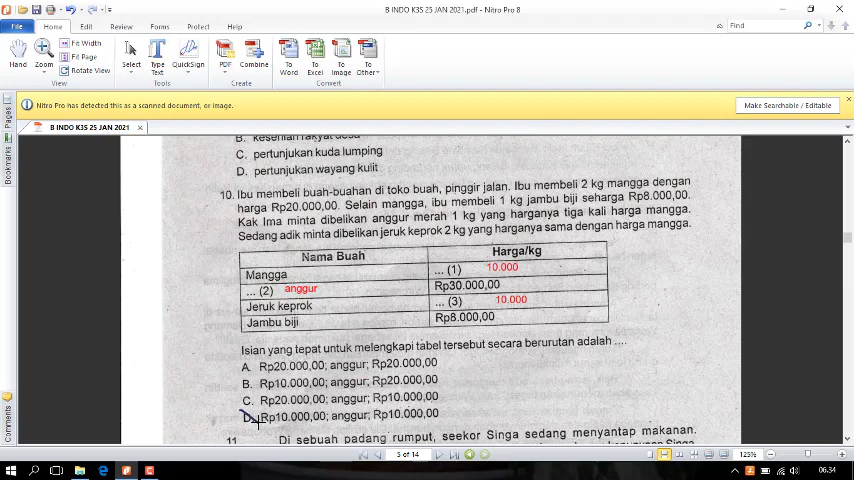 B INDO K3S 25 JAN 2021.pdf - Nitro Pro 8
File Home Edit Review Forms Protect Help
Find
Hand Zoom
Fit Width
Fit Page
Rotate View
View
Select Type Text QuickSign
Tools
PDF Combine
Create
To Word To Excel To Image To Other
Convert
Nitro Pro has detected this as a scanned document, or image.
Make Searchable / Editable
Pages
Bookmarks
Comments
B INDO K3S 25 JAN 2021
B. kesenian rakyat desa
C. pertunjukan kuda lumping
D. pertunjukan wayang kulit
10. Ibu membeli buah-buahan di toko buah, pinggir jalan. Ibu membeli 2 kg mangga dengan
harga Rp20.000,00. Selain mangga, ibu membeli 1 kg jambu biji seharga Rp8.000,00.
Kak Ima minta dibelikan anggur merah 1 kg yang harganya tiga kali harga mangga.
Sedang adik minta dibelikan jeruk keprok 2 kg yang harganya sama dengan harga mangga.
Nama Buah Harga/kg
Mangga ... (1) 10.000
... (2) anggur Rp30.000,00
Jeruk keprok ... (3) 10.000
Jambu biji Rp8.000,00
Isian yang tepat untuk melengkapi tabel tersebut secara berurutan adalah ....
A. Rp20.000,00; anggur; Rp20.000,00
B. Rp10.000,00; anggur; Rp20.000,00
C. Rp20.000,00; anggur; Rp10.000,00
D. Rp10.000,00; anggur; Rp10.000,00
11 Di sebuah padang rumput, seekor Singa sedang menyantap makanan.
5 of 14
125%
06.34